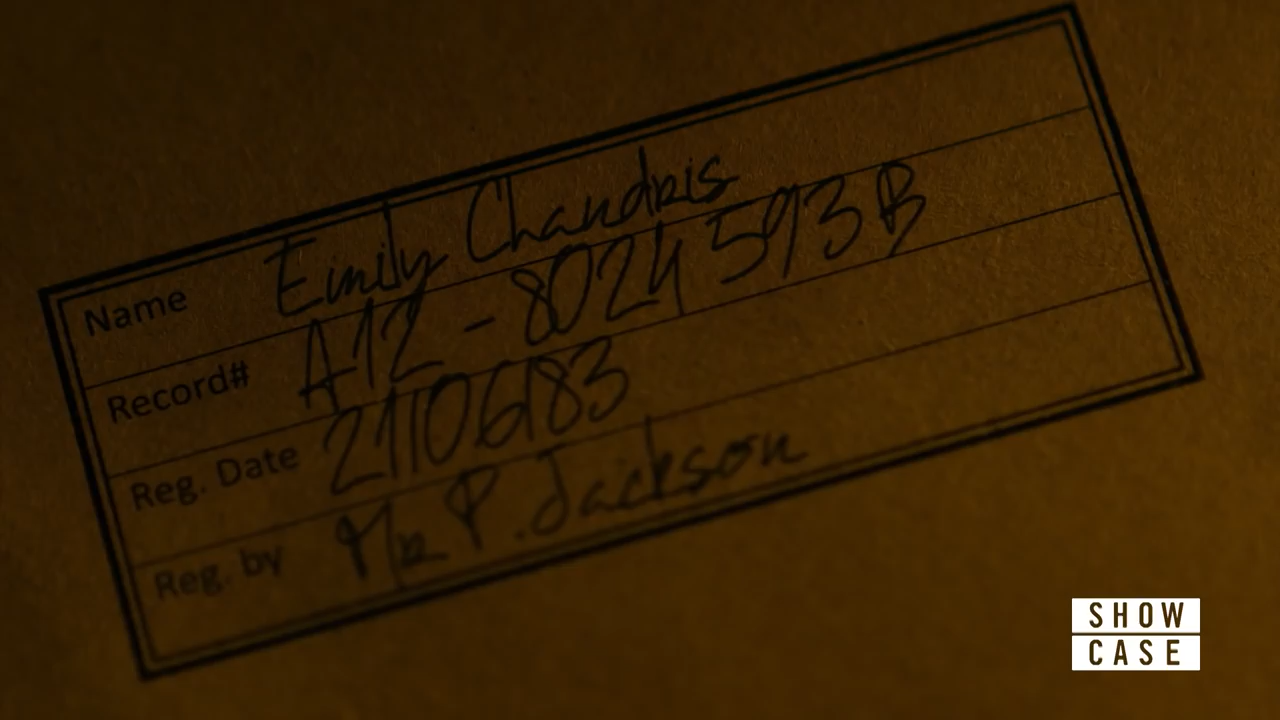 Name Emily Chandris
Record# A12-8024593B
Reg. Date 21/06/83
Reg. by Mr P. Jackson
SHOW
CASE